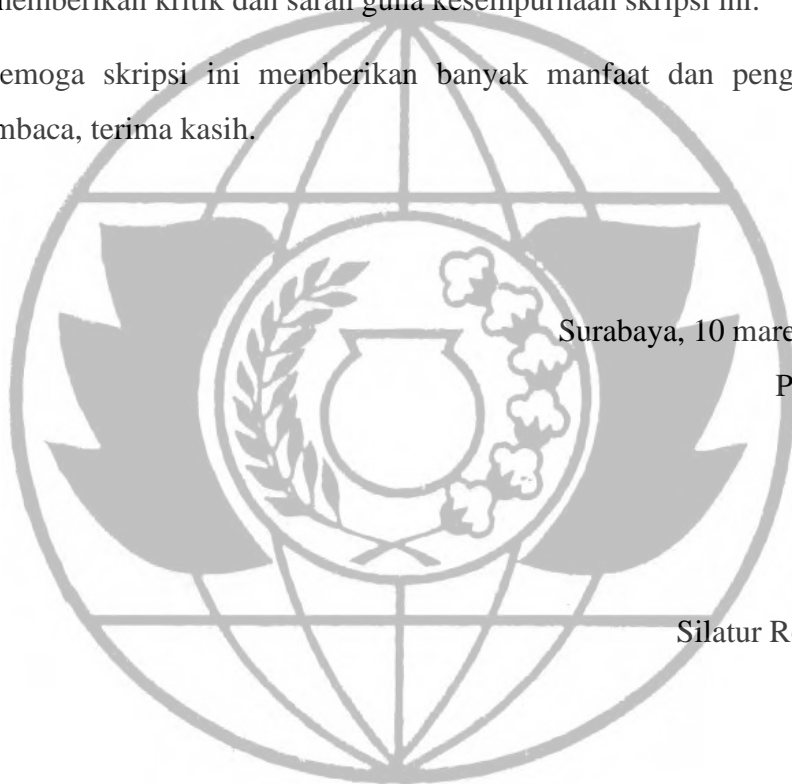 memberikan kritik dan saran guna kesempurnaan skripsi ini.
emoga skripsi ini memberikan banyak manfaat dan peng
mbaca, terima kasih.
Surabaya, 10 mare
P
Silatur R